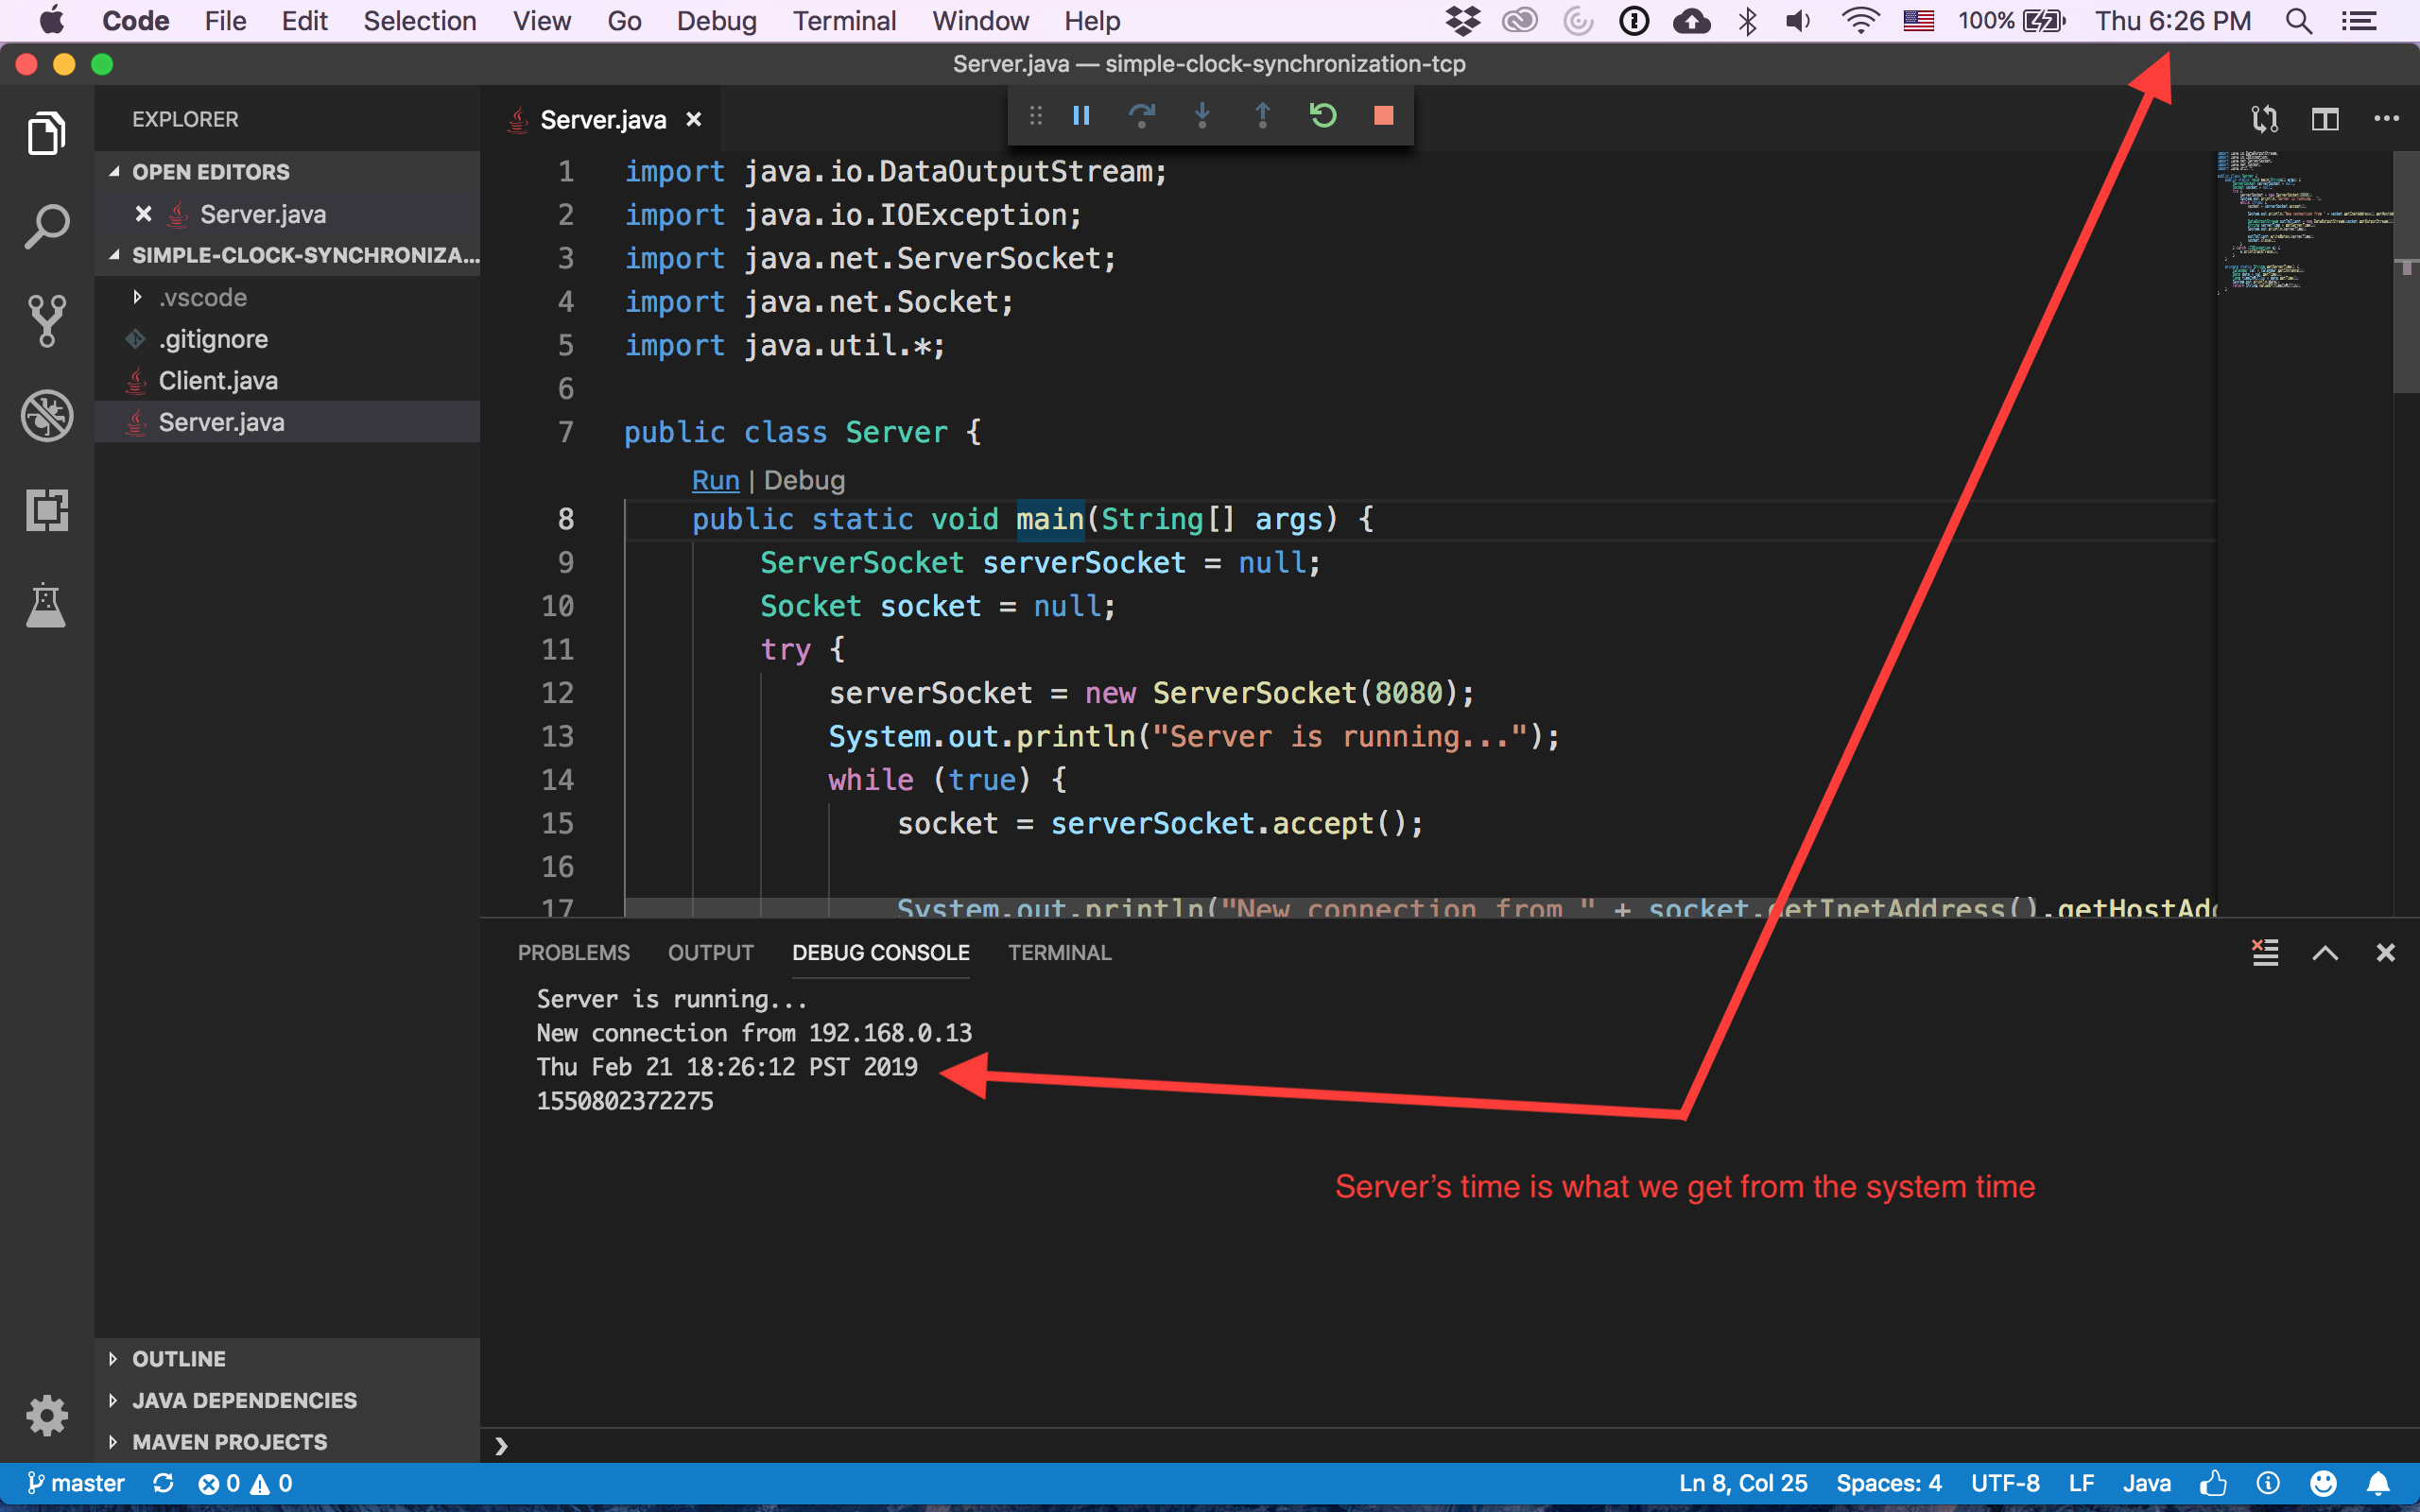 Code File Edit Selection View Go Debug Terminal Window Help 100% Thu 6:26 PM
Server.java — simple-clock-synchronization-tcp
EXPLORER
OPEN EDITORS
Server.java
SIMPLE-CLOCK-SYNCHRONIZA...
.vscode
.gitignore
Client.java
Server.java
OUTLINE
JAVA DEPENDENCIES
MAVEN PROJECTS
Server.java
1 import java.io.DataOutputStream;
2 import java.io.IOException;
3 import java.net.ServerSocket;
4 import java.net.Socket;
5 import java.util.*;
6
7 public class Server {
Run | Debug
8 public static void main(String[] args) {
9 ServerSocket serverSocket = null;
10 Socket socket = null;
11 try {
12 serverSocket = new ServerSocket(8080);
13 System.out.println("Server is running...");
14 while (true) {
15 socket = serverSocket.accept();
16
17 System.out.println("New connection from " + socket.getInetAddress().getHostAdd
PROBLEMS OUTPUT DEBUG CONSOLE TERMINAL
Server is running...
New connection from 192.168.0.13
Thu Feb 21 18:26:12 PST 2019
1550802372275
Server's time is what we get from the system time
master 0 0 Ln 8, Col 25 Spaces: 4 UTF-8 LF Java